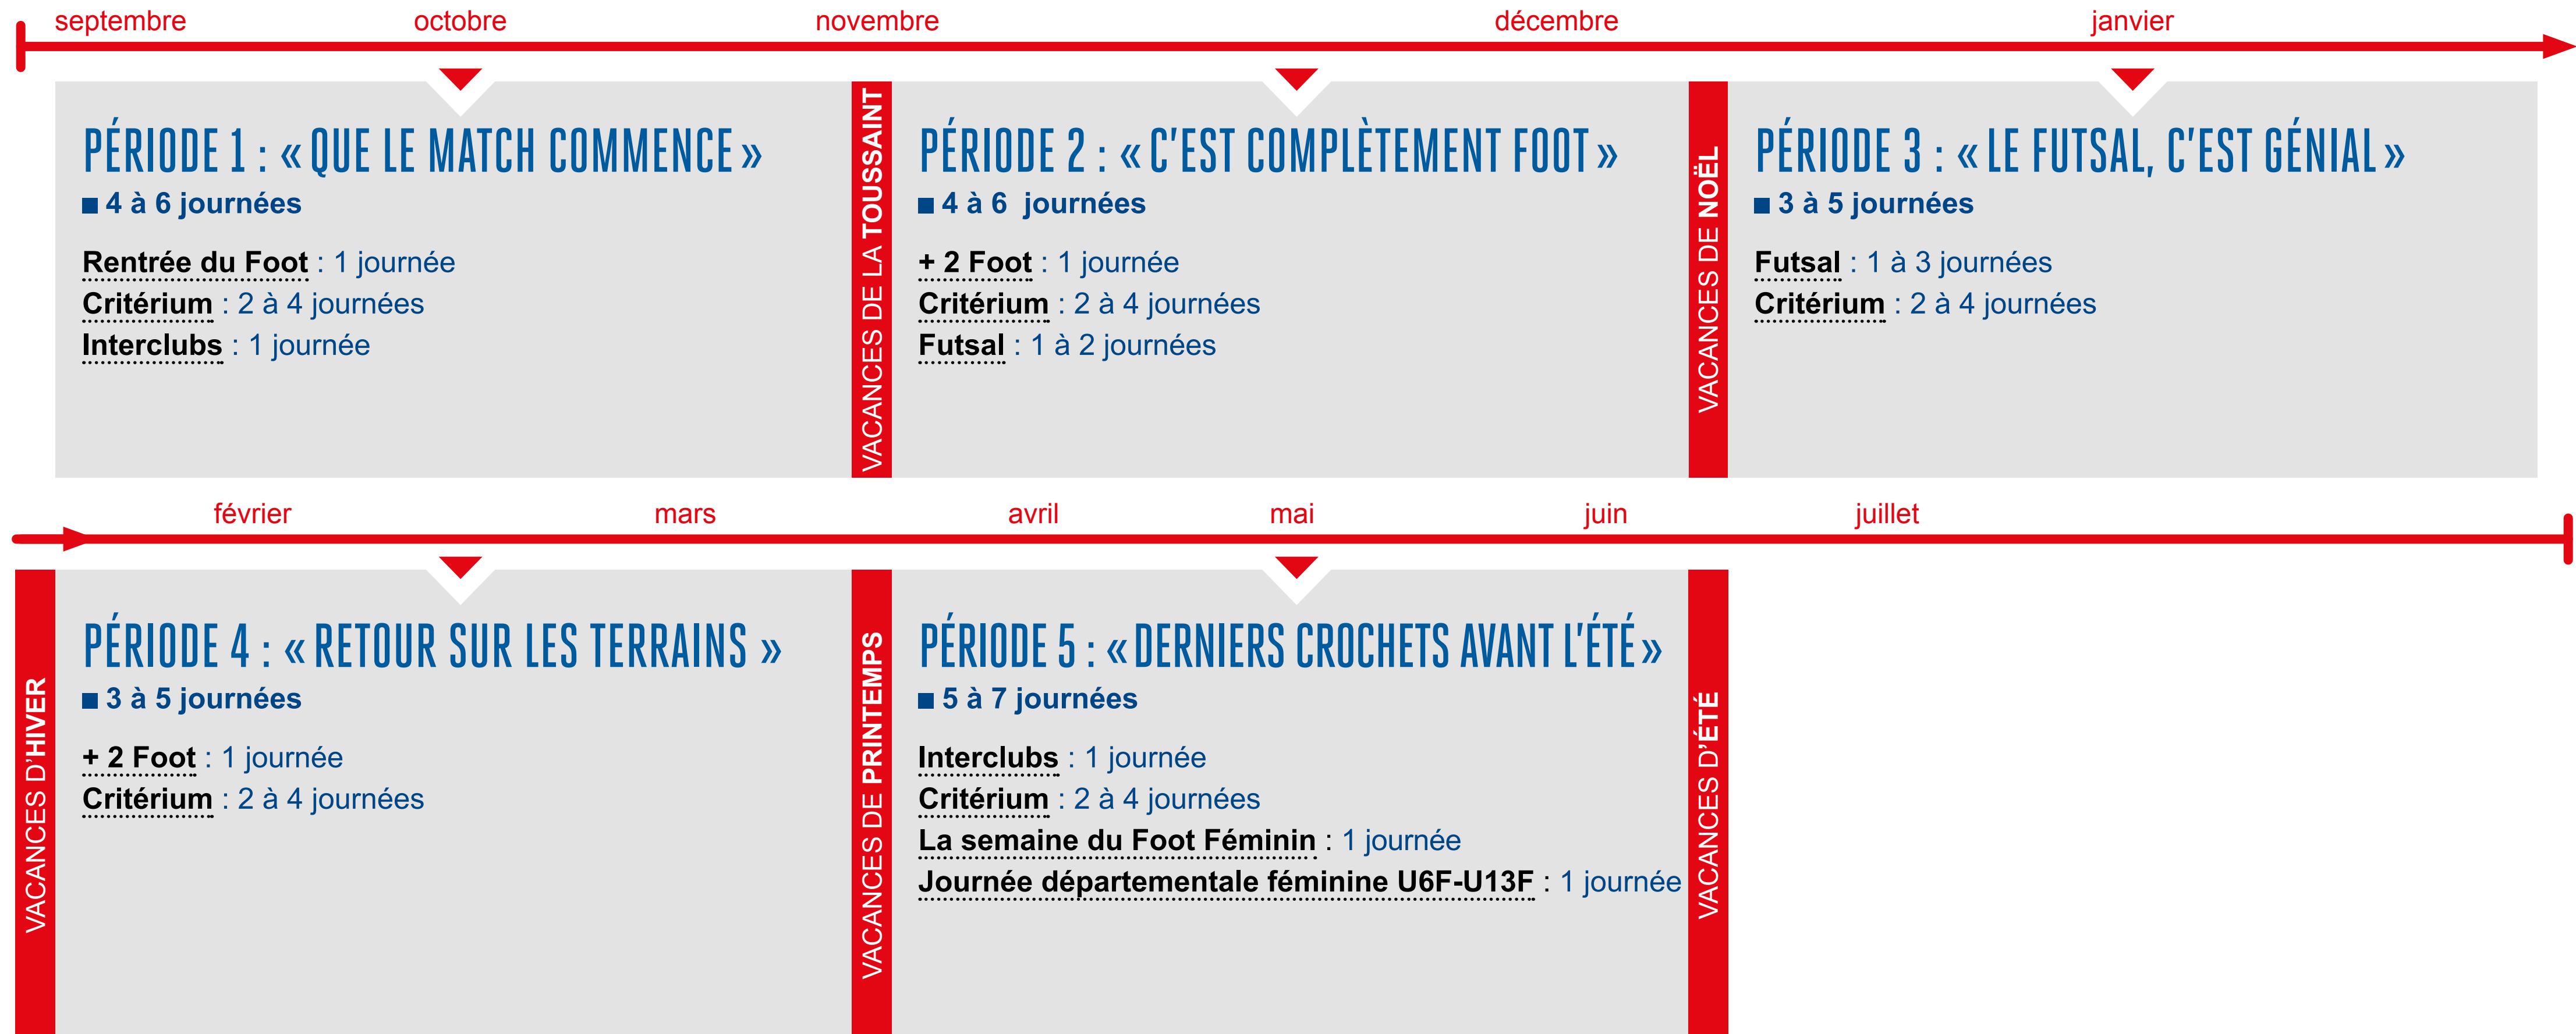 septembre octobre novembre décembre janvier
PÉRIODE 1 : « QUE LE MATCH COMMENCE »
■ 4 à 6 journées
Rentrée du Foot : 1 journée
Critérium : 2 à 4 journées
Interclubs : 1 journée
VACANCES DE LA TOUSSAINT
PÉRIODE 2 : « C'EST COMPLÈTEMENT FOOT »
■ 4 à 6 journées
+ 2 Foot : 1 journée
Critérium : 2 à 4 journées
Futsal : 1 à 2 journées
VACANCES DE NOËL
PÉRIODE 3 : « LE FUTSAL, C'EST GÉNIAL »
■ 3 à 5 journées
Futsal : 1 à 3 journées
Critérium : 2 à 4 journées
février mars avril mai juin juillet
VACANCES D'HIVER
PÉRIODE 4 : « RETOUR SUR LES TERRAINS »
■ 3 à 5 journées
+ 2 Foot : 1 journée
Critérium : 2 à 4 journées
VACANCES DE PRINTEMPS
PÉRIODE 5 : « DERNIERS CROCHETS AVANT L'ÉTÉ »
■ 5 à 7 journées
Interclubs : 1 journée
Critérium : 2 à 4 journées
La semaine du Foot Féminin : 1 journée
Journée départementale féminine U6F-U13F : 1 journée
VACANCES D'ÉTÉ